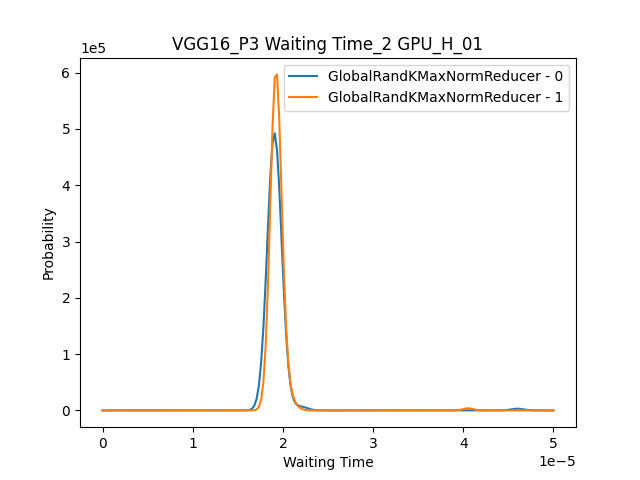 VGG16_P3 Waiting Time_2 GPU_H_01
1e5
GlobalRandKMaxNormReducer - 0
GlobalRandKMaxNormReducer - 1
6
5
4
3
2
1
0
Probability
0 1 2 3 4 5
1e−5
Waiting Time